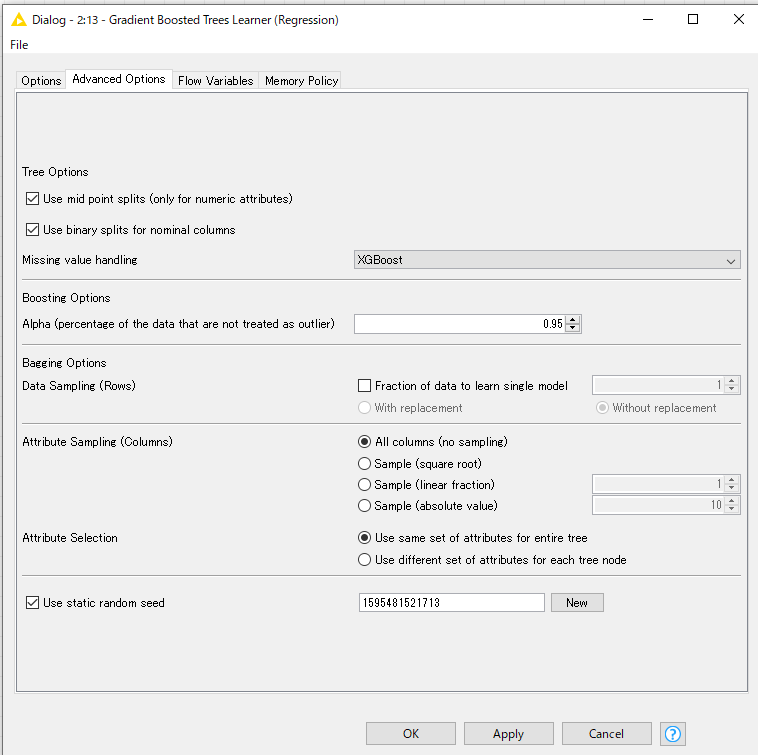 Dialog - 2:13 - Gradient Boosted Trees Learner (Regression)
File
Options Advanced Options Flow Variables Memory Policy
Tree Options
Use mid point splits (only for numeric attributes)
Use binary splits for nominal columns
Missing value handling XGBoost
Boosting Options
Alpha (percentage of the data that are not treated as outlier) 0.95
Bagging Options
Data Sampling (Rows) Fraction of data to learn single model 1
With replacement Without replacement
Attribute Sampling (Columns) All columns (no sampling)
Sample (square root)
Sample (linear fraction) 1
Sample (absolute value) 10
Attribute Selection Use same set of attributes for entire tree
Use different set of attributes for each tree node
Use static random seed 1595481521713 New
OK Apply Cancel ?